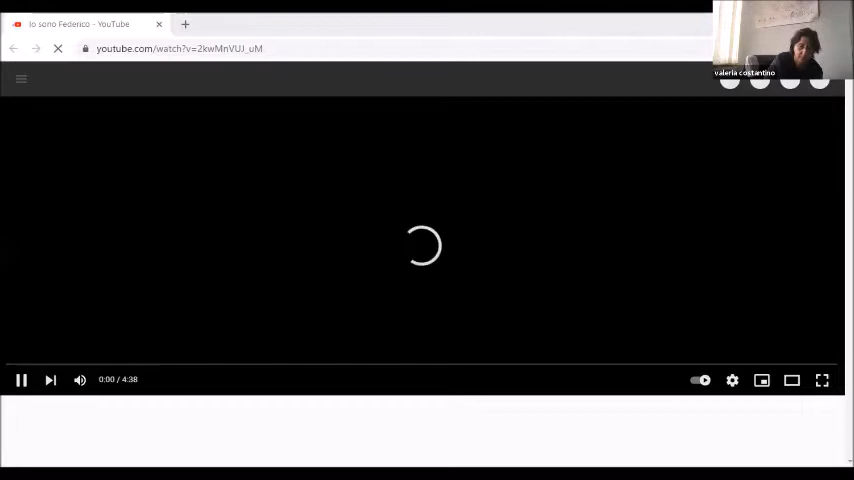 Io sono Federico - YouTube
youtube.com/watch?v=2kwMnVUJ_uM
valeria costantino
0:00 / 4:38